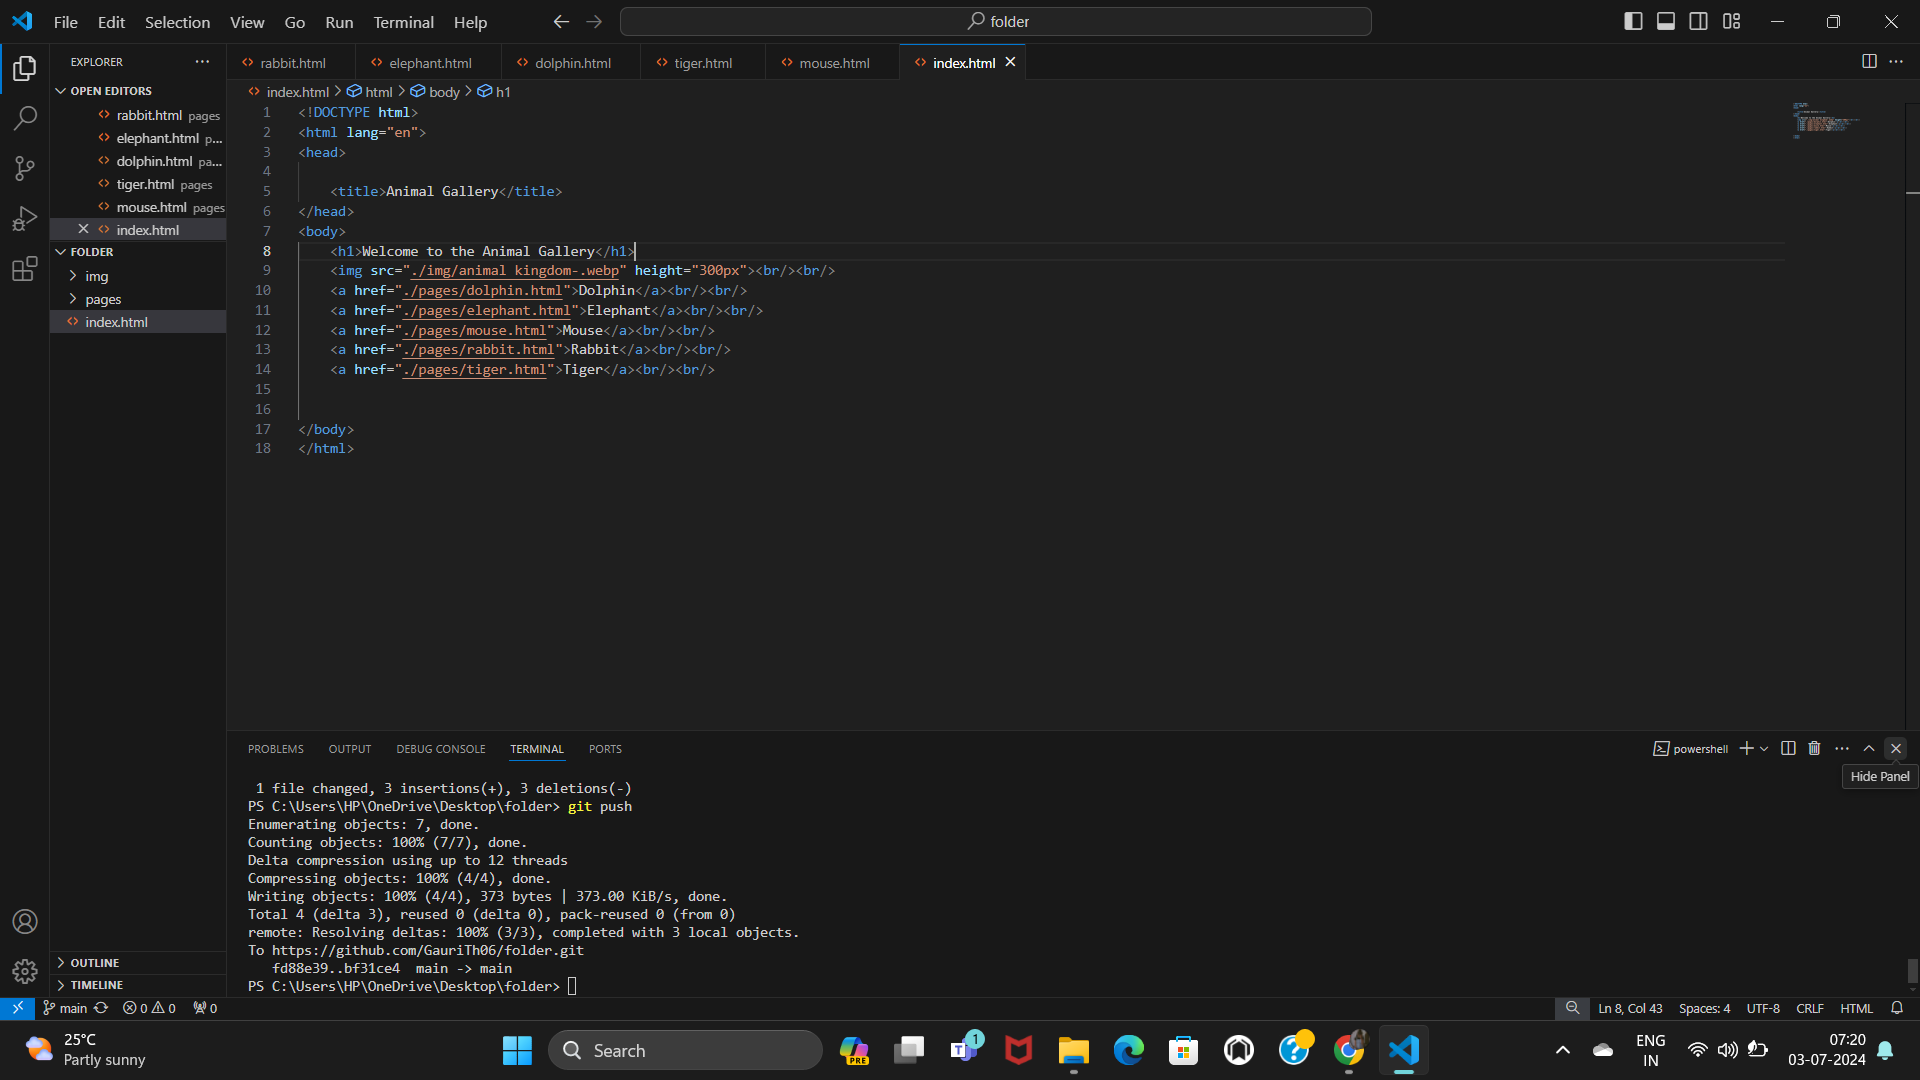 File Edit Selection View Go Run Terminal Help
folder
EXPLORER
OPEN EDITORS
rabbit.html pages
elephant.html p...
dolphin.html pa...
tiger.html pages
mouse.html pages
index.html
FOLDER
img
pages
index.html
OUTLINE
TIMELINE
rabbit.html elephant.html dolphin.html tiger.html mouse.html index.html
index.html > html > body > h1
1 <!DOCTYPE html>
2 <html lang="en">
3 <head>
4
5 <title>Animal Gallery</title>
6 </head>
7 <body>
8 <h1>Welcome to the Animal Gallery</h1>
9 <img src="./img/animal kingdom-.webp" height="300px"><br/><br/>
10 <a href="./pages/dolphin.html">Dolphin</a><br/><br/>
11 <a href="./pages/elephant.html">Elephant</a><br/><br/>
12 <a href="./pages/mouse.html">Mouse</a><br/><br/>
13 <a href="./pages/rabbit.html">Rabbit</a><br/><br/>
14 <a href="./pages/tiger.html">Tiger</a><br/><br/>
15
16
17 </body>
18 </html>
PROBLEMS OUTPUT DEBUG CONSOLE TERMINAL PORTS
powershell
Hide Panel
1 file changed, 3 insertions(+), 3 deletions(-)
PS C:\Users\HP\OneDrive\Desktop\folder> git push
Enumerating objects: 7, done.
Counting objects: 100% (7/7), done.
Delta compression using up to 12 threads
Compressing objects: 100% (4/4), done.
Writing objects: 100% (4/4), 373 bytes | 373.00 KiB/s, done.
Total 4 (delta 3), reused 0 (delta 0), pack-reused 0 (from 0)
remote: Resolving deltas: 100% (3/3), completed with 3 local objects.
To https://github.com/GauriTh06/folder.git
fd88e39..bf31ce4 main -> main
PS C:\Users\HP\OneDrive\Desktop\folder>
main 0 0 0
Ln 8, Col 43 Spaces: 4 UTF-8 CRLF HTML
25°C
Partly sunny
Search
PRE
1
ENG
IN
07:20
03-07-2024